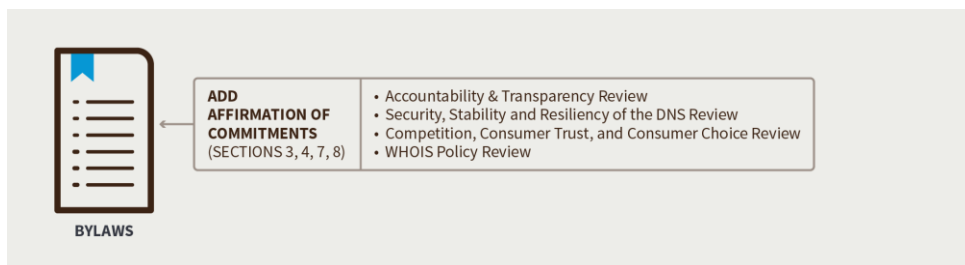 ADD
AFFIRMATION OF
COMMITMENTS
(SECTIONS 3, 4, 7, 8)
• Accountability & Transparency Review
• Security, Stability and Resiliency of the DNS Review
• Competition, Consumer Trust, and Consumer Choice Review
• WHOIS Policy Review
BYLAWS